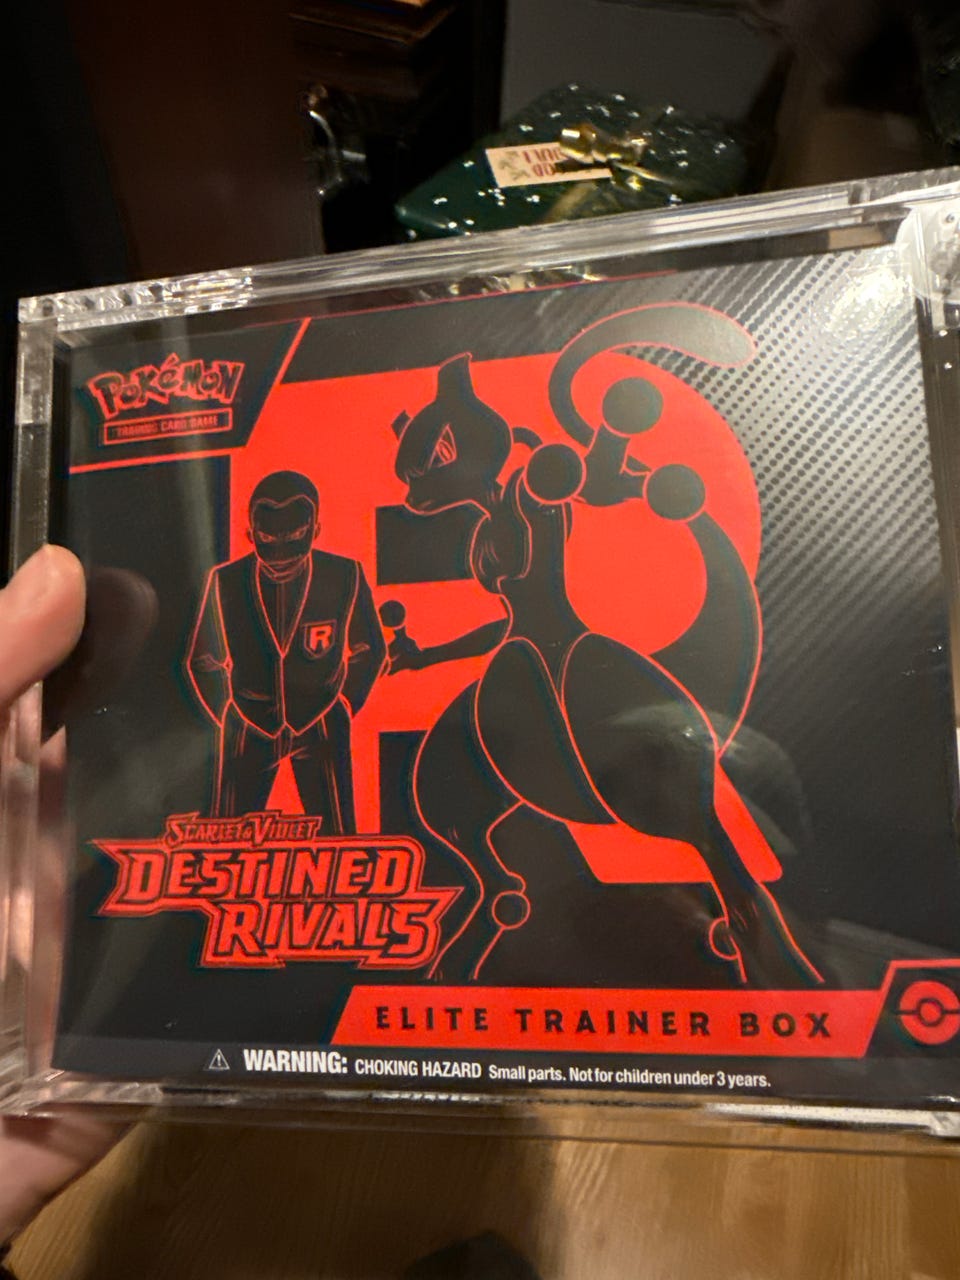 POKéMON
TRADING CARD GAME
R
SCARLET & VIOLET
DESTINED
RIVALS
ELITE TRAINER BOX
WARNING: CHOKING HAZARD Small parts. Not for children under 3 years.